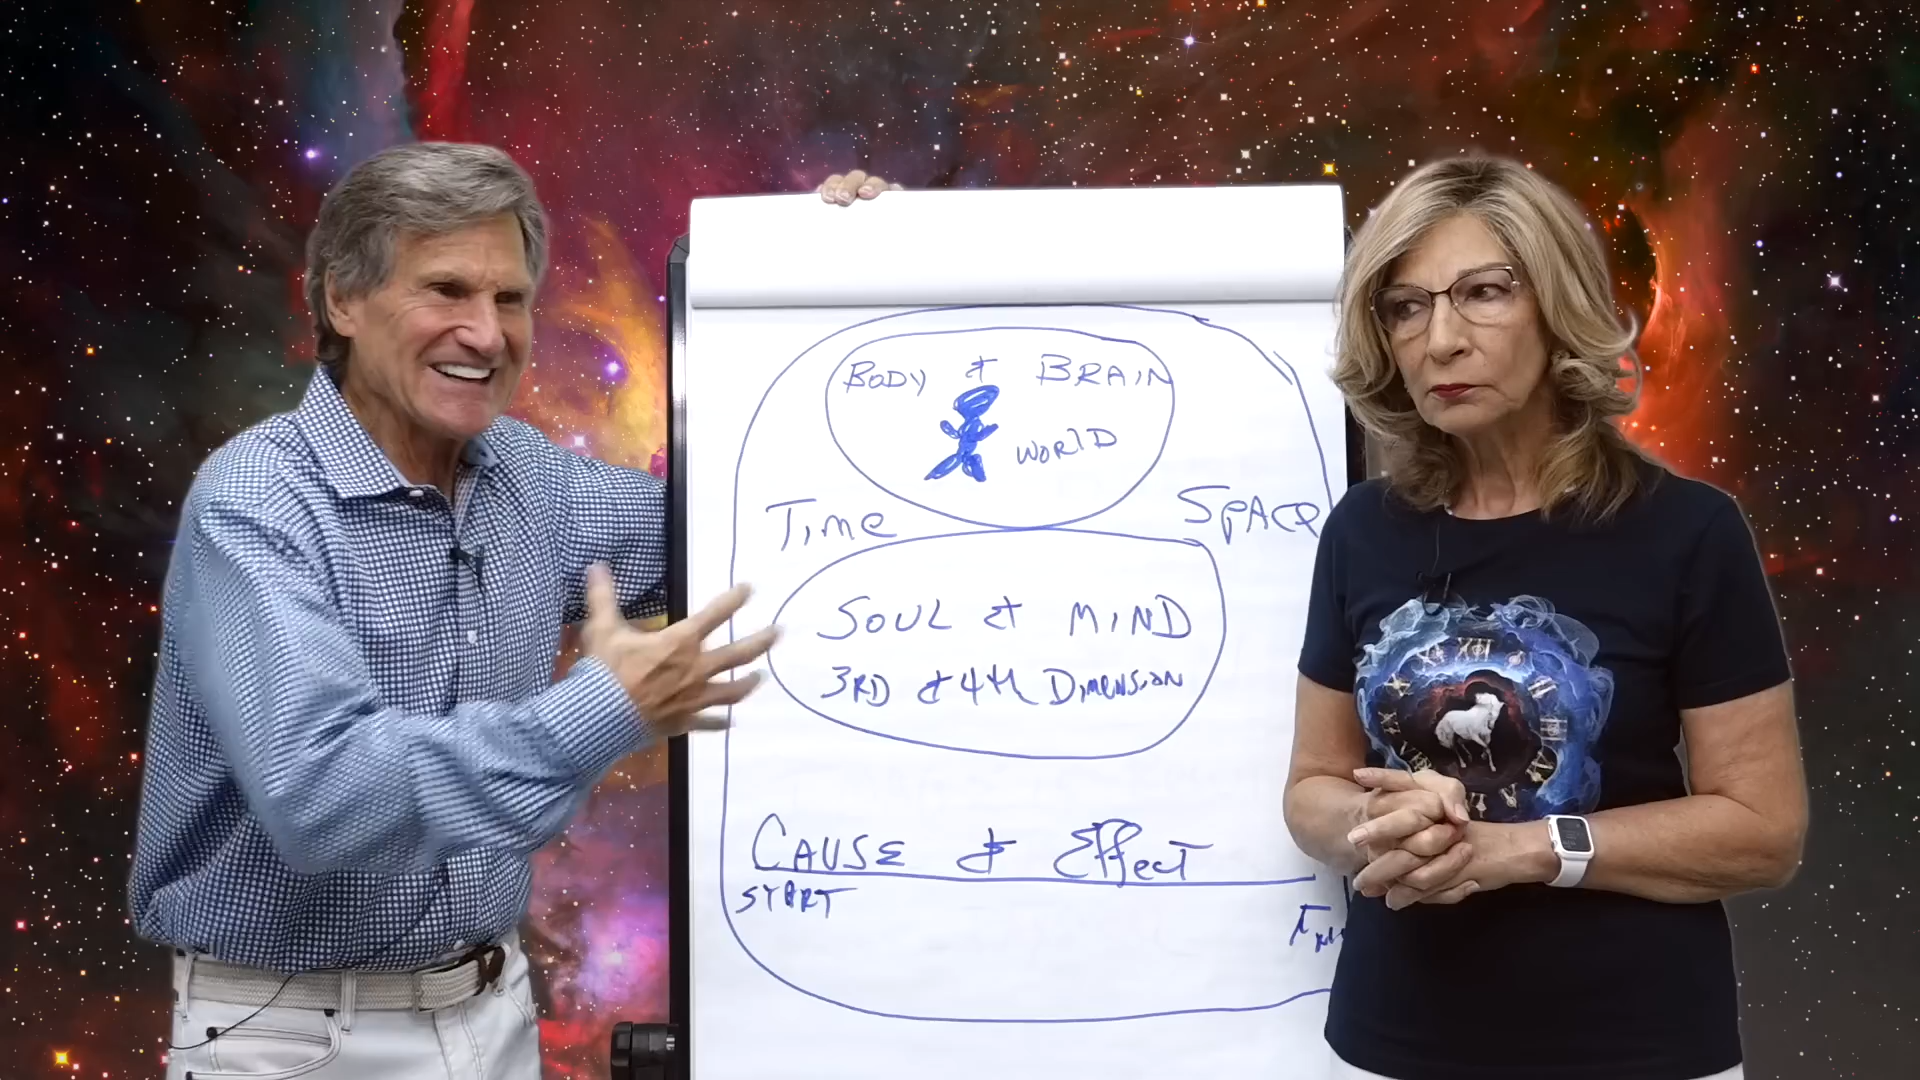 BODY & BRAIN
WORLD
TIME SPACE
SOUL & MIND
3RD & 4th DIMENSION
CAUSE & EFFECT
START